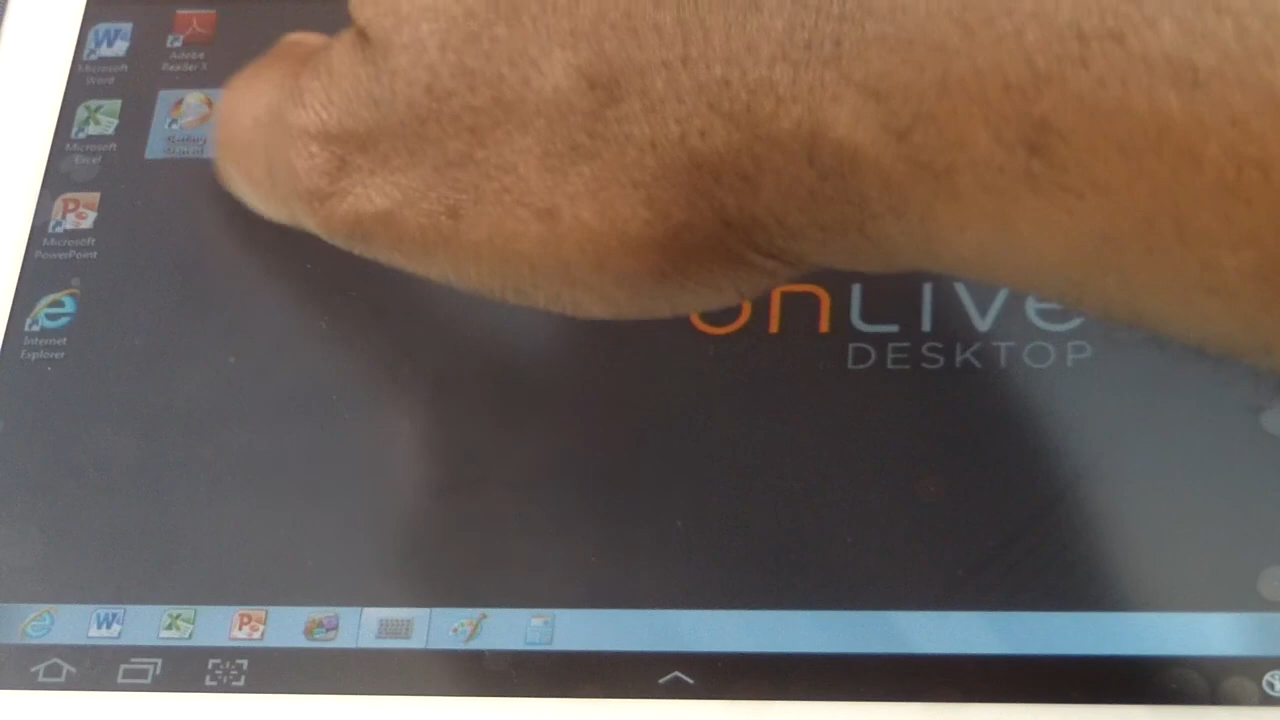 Microsoft
Word
Adobe
Reader X
Microsoft
Excel
Microsoft
PowerPoint
Internet
Explorer
onLIVE
DESKTOP